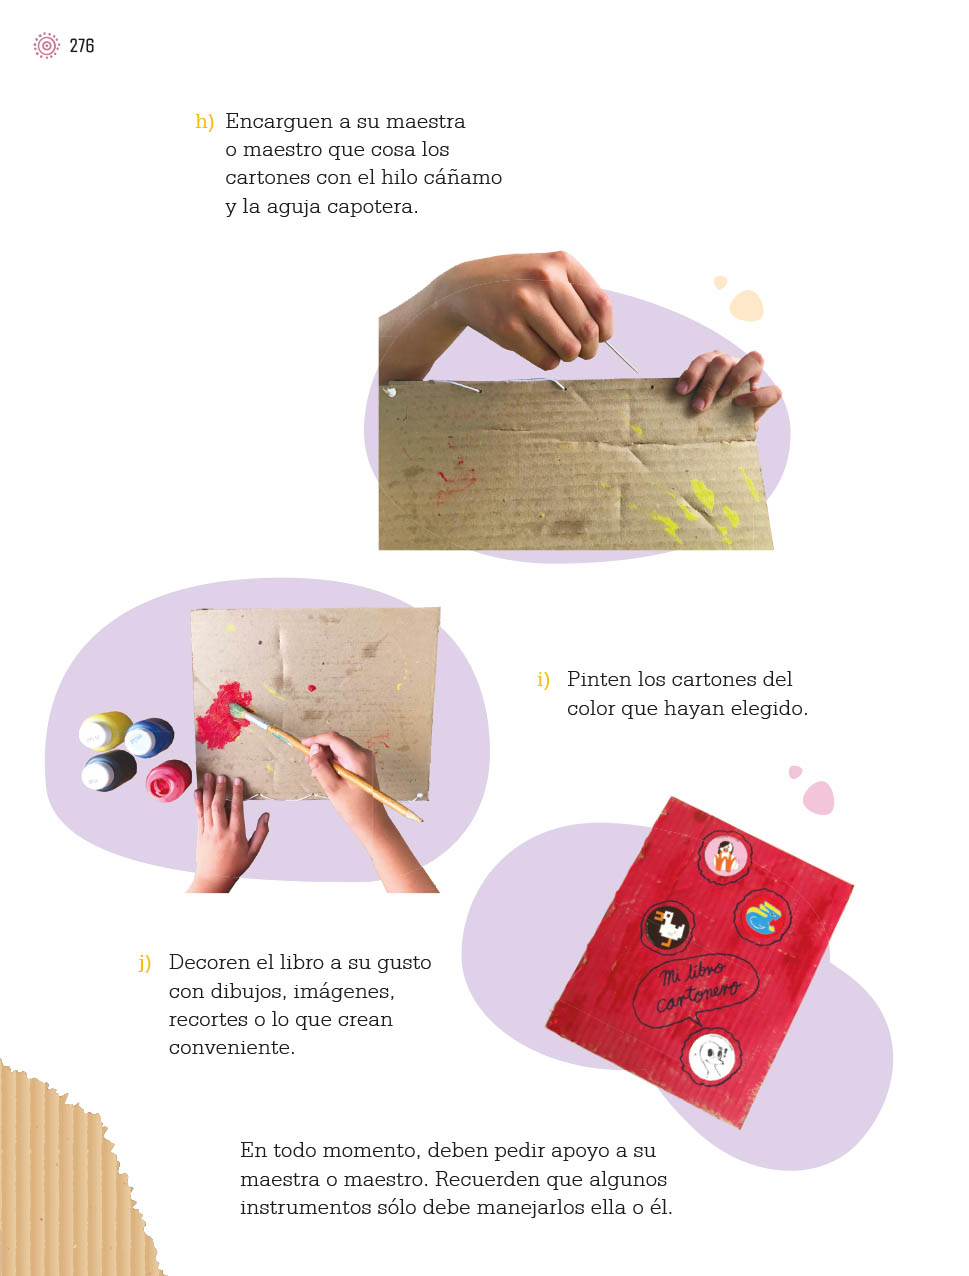 276
h) Encarguen a su maestra
o maestro que cosa los
cartones con el hilo cáñamo
y la aguja capotera.
i) Pinten los cartones del
color que hayan elegido.
Mi libro
cartonero
j) Decoren el libro a su gusto
con dibujos, imágenes,
recortes o lo que crean
conveniente.
En todo momento, deben pedir apoyo a su
maestra o maestro. Recuerden que algunos
instrumentos sólo debe manejarlos ella o él.